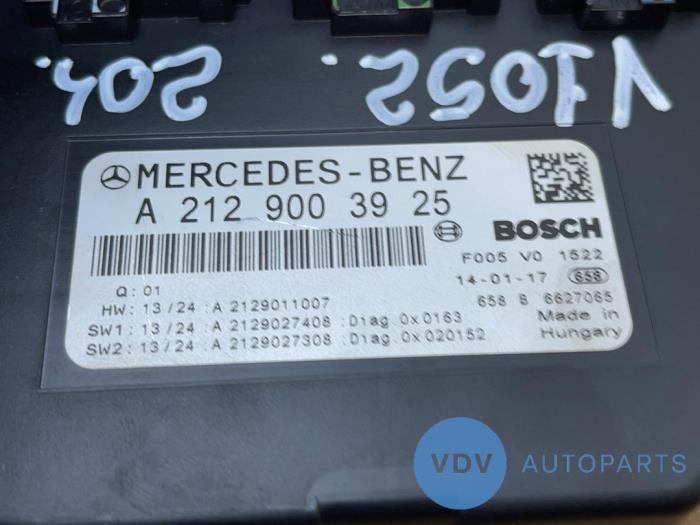 V1052. 204.
MERCEDES-BENZ
A 212 900 39 25
BOSCH
F005 V0 1522
14-01-17 658
Q: 01
658 B 6627065
HW: 13/24 :A 2129011007
SW1: 13/24 :A 2129027408 :Diag 0x0163
Made in
SW2: 13/24 :A 2129027308 :Diag 0x020152
Hungary
VDV AUTOPARTS